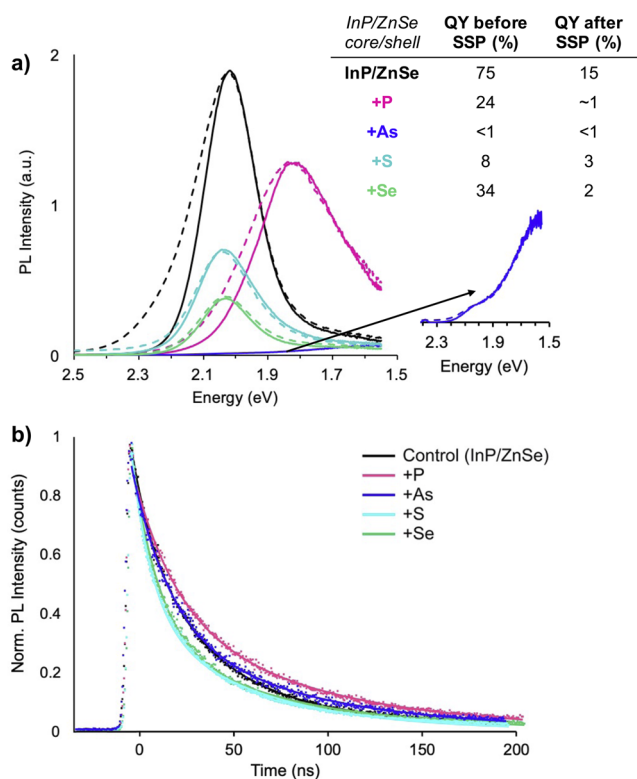 InP/ZnSe QY before QY after
core/shell SSP (%) SSP (%)
InP/ZnSe 75 15
+P 24 ~1
+As <1 <1
+S 8 3
+Se 34 2
a)
2
1
0
PL Intensity (a.u.)
2.5 2.3 2.1 1.9 1.7 1.5
Energy (eV)
2.3 1.9 1.5
Energy (eV)
b)
Control (InP/ZnSe)
+P
+As
+S
+Se
1
0.8
0.6
0.4
0.2
0
Norm. PL Intensity (counts)
0 50 100 150 200
Time (ns)